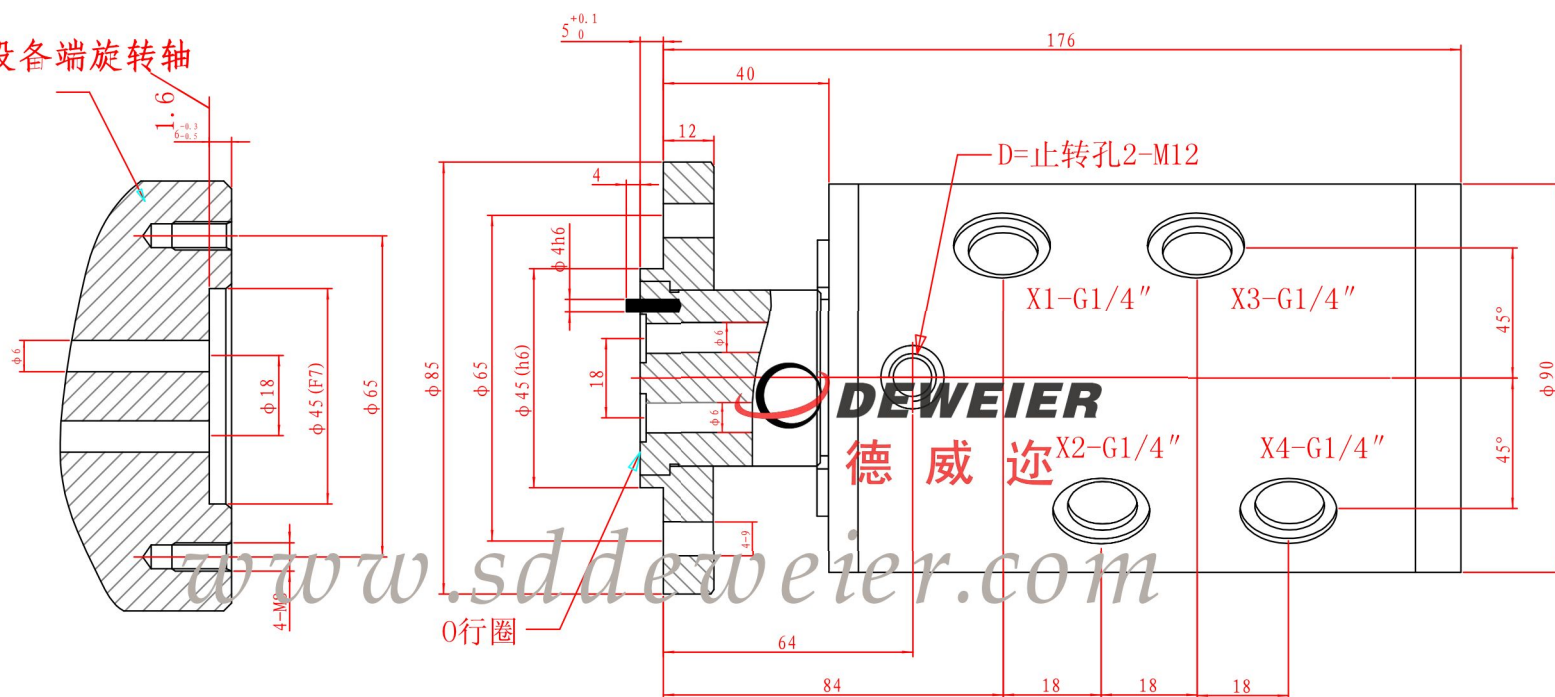 设备端旋转轴
1.6
6 -0.3 -0.5
5 +0.1 0
176
40
12
4
D=止转孔2-M12
φ4h6
X1-G1/4″
X3-G1/4″
45°
φ6
φ18
φ45(F7)
φ65
φ85
φ65
φ45(h6)
18
φ6
φ6
DEWEIER
德威迩
φ90
X2-G1/4″
X4-G1/4″
45°
4-9
www.sddeweier.com
4-M8
O行圈
64
84
18
18
18